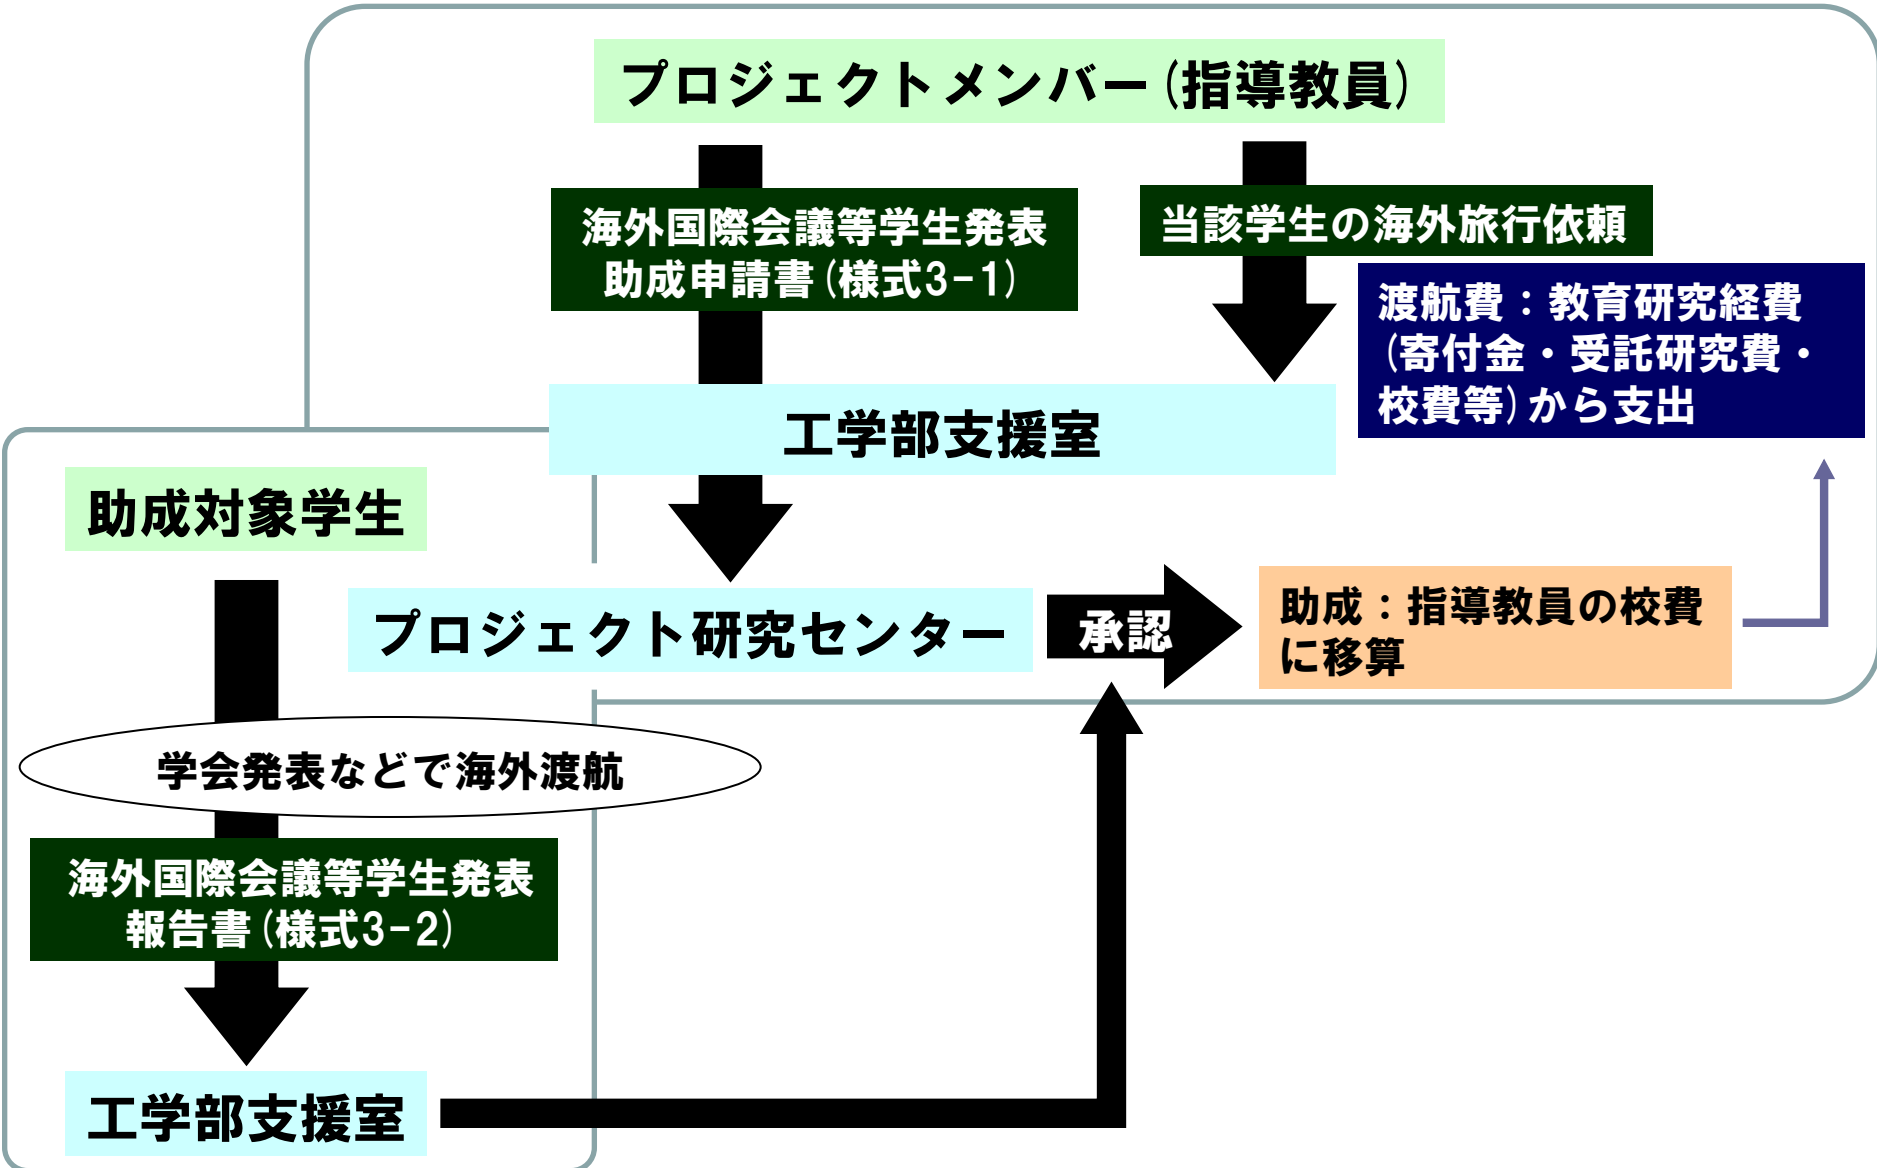 プロジェクトメンバー(指導教員)
海外国際会議等学生発表
助成申請書(様式3-1)
当該学生の海外旅行依頼
渡航費：教育研究経費
(寄付金・受託研究費・
校費等)から支出
工学部支援室
助成対象学生
プロジェクト研究センター
承認
助成：指導教員の校費
に移算
学会発表などで海外渡航
海外国際会議等学生発表
報告書(様式3-2)
工学部支援室